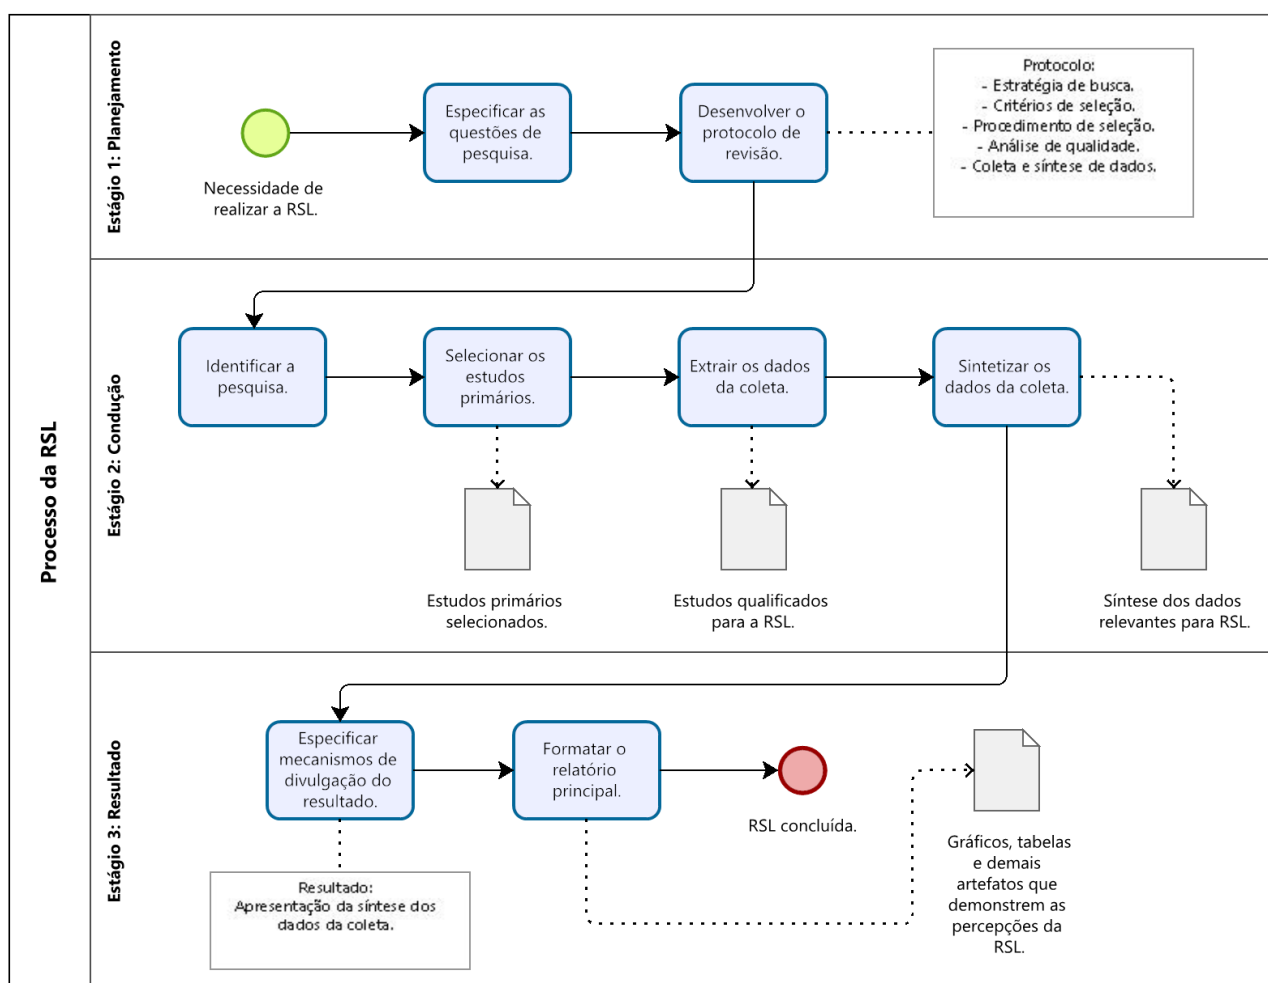 Processo da RSL
Estágio 1: Planejamento
Necessidade de
realizar a RSL.
Especificar as
questões de
pesquisa.
Desenvolver o
protocolo de
revisão.
Protocolo:
- Estratégia de busca.
- Critérios de seleção.
- Procedimento de seleção.
- Análise de qualidade.
- Coleta e síntese de dados.
Estágio 2: Condução
Identificar a
pesquisa.
Selecionar os
estudos
primários.
Extrair os dados
da coleta.
Sintetizar os
dados da coleta.
Estudos primários
selecionados.
Estudos qualificados
para a RSL.
Síntese dos dados
relevantes para RSL.
Estágio 3: Resultado
Especificar
mecanismos de
divulgação do
resultado.
Formatar o
relatório
principal.
RSL concluída.
Resultado:
Apresentação da síntese dos
dados da coleta.
Gráficos, tabelas
e demais
artefatos que
demonstrem as
percepções da
RSL.